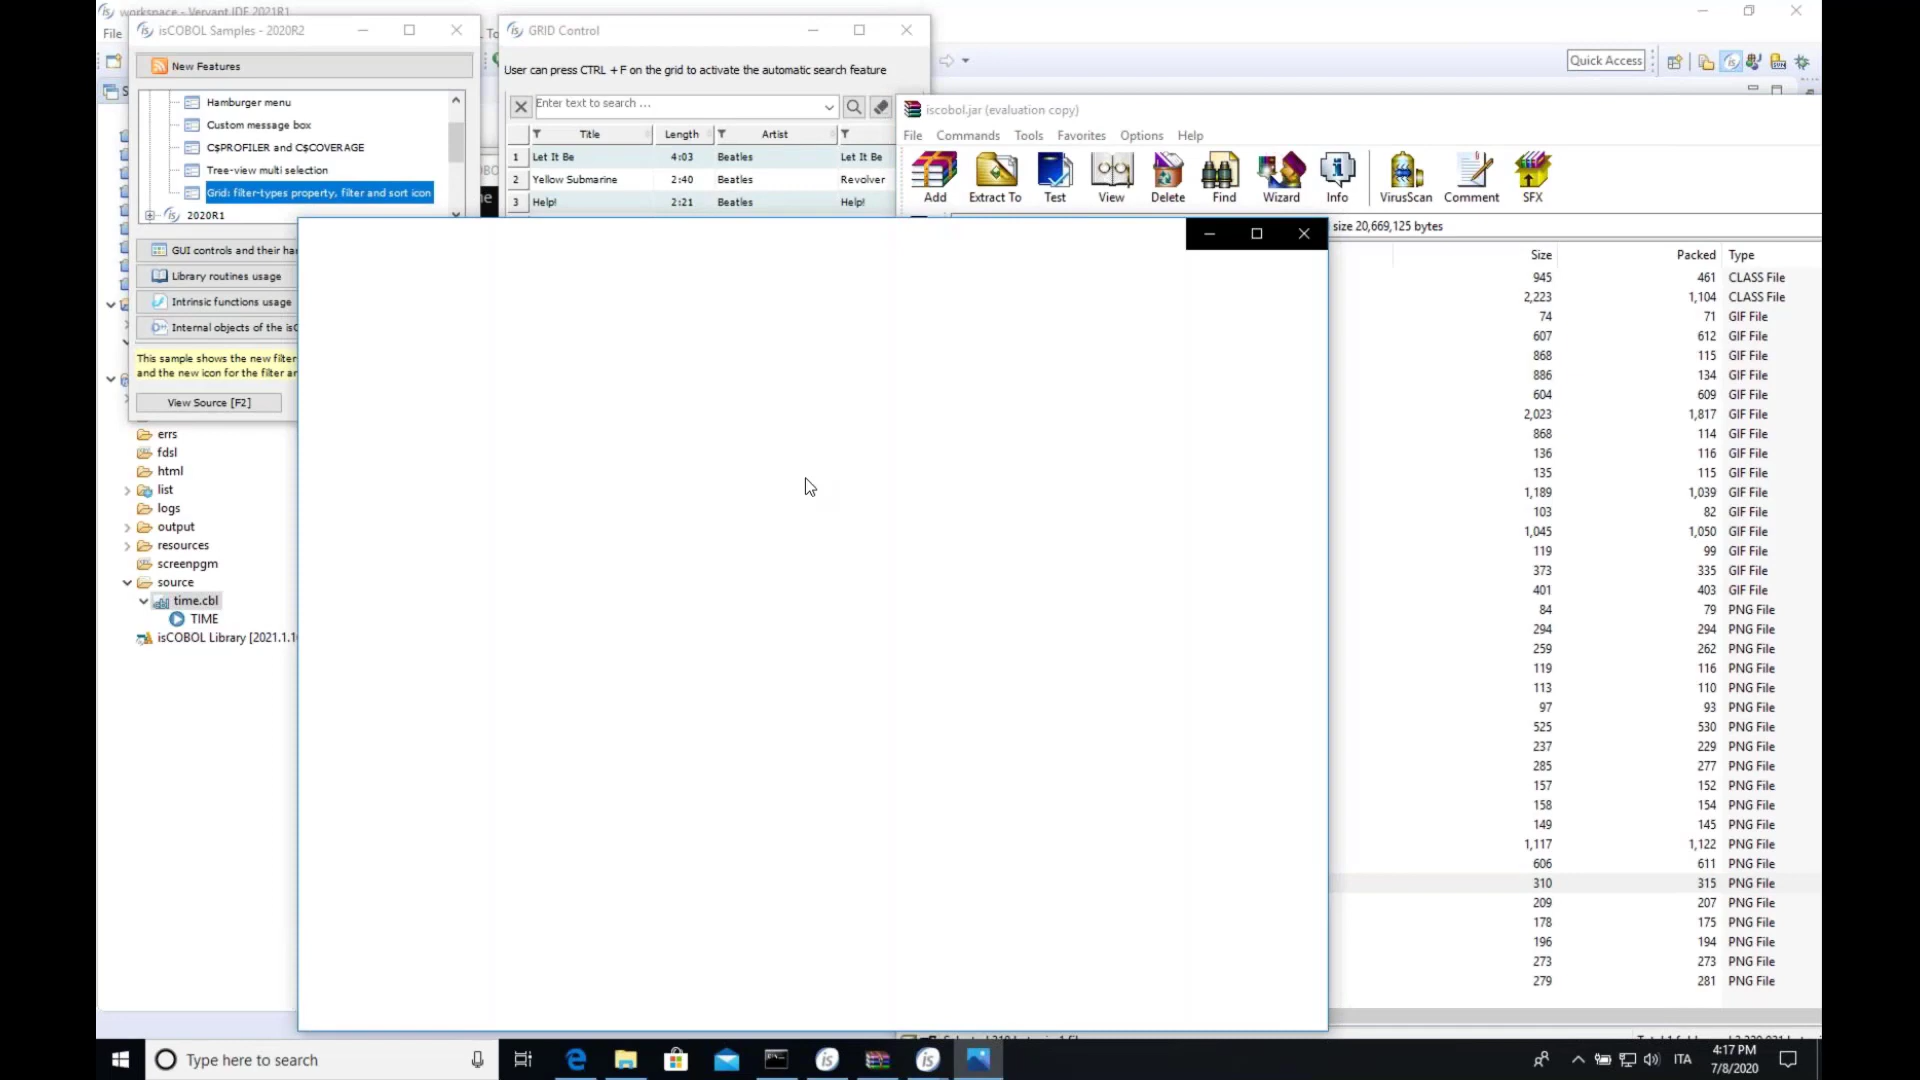 workspace - Veryant IDE 2021R1
File
isCOBOL Samples - 2020R2
New Features
Hamburger menu
Custom message box
C$PROFILER and C$COVERAGE
Tree-view multi selection
Grid: filter-types property, filter and sort icon
2020R1
GUI controls and their ha
Library routines usage
Intrinsic functions usage
Internal objects of the isC
This sample shows the new filter
and the new icon for the filter ar
View Source [F2]
errs
fdsl
html
list
logs
output
resources
screenpgm
source
time.cbl
TIME
isCOBOL Library [2021.1.1
GRID Control
User can press CTRL +F on the grid to activate the automatic search feature
Enter text to search ...
Title Length Artist
1 Let It Be 4:03 Beatles Let It Be
2 Yellow Submarine 2:40 Beatles Revolver
3 Help! 2:21 Beatles Help!
Quick Access
iscobol.jar (evaluation copy)
File Commands Tools Favorites Options Help
Add Extract To Test View Delete Find Wizard Info VirusScan Comment SFX
size 20,669,125 bytes
Size Packed Type
945 461 CLASS File
2,223 1,104 CLASS File
74 71 GIF File
607 612 GIF File
868 115 GIF File
886 134 GIF File
604 609 GIF File
2,023 1,817 GIF File
868 114 GIF File
136 116 GIF File
135 115 GIF File
1,189 1,039 GIF File
103 82 GIF File
1,045 1,050 GIF File
119 99 GIF File
373 335 GIF File
401 403 GIF File
84 79 PNG File
294 294 PNG File
259 262 PNG File
119 116 PNG File
113 110 PNG File
97 93 PNG File
525 530 PNG File
237 229 PNG File
285 277 PNG File
157 152 PNG File
158 154 PNG File
149 145 PNG File
1,117 1,122 PNG File
606 611 PNG File
310 315 PNG File
209 207 PNG File
178 175 PNG File
196 194 PNG File
273 273 PNG File
279 281 PNG File
Type here to search
ITA
4:17 PM
7/8/2020